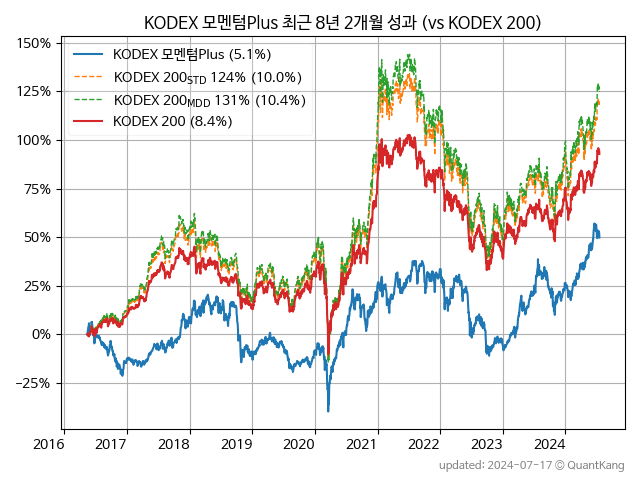 KODEX 모멘텀Plus 최근 8년 2개월 성과 (vs KODEX 200)
150%
125%
100%
75%
50%
25%
0%
−25%
KODEX 모멘텀Plus (5.1%)
KODEX 200STD 124% (10.0%)
KODEX 200MDD 131% (10.4%)
KODEX 200 (8.4%)
2016 2017 2018 2019 2020 2021 2022 2023 2024
updated: 2024-07-17 © QuantKang